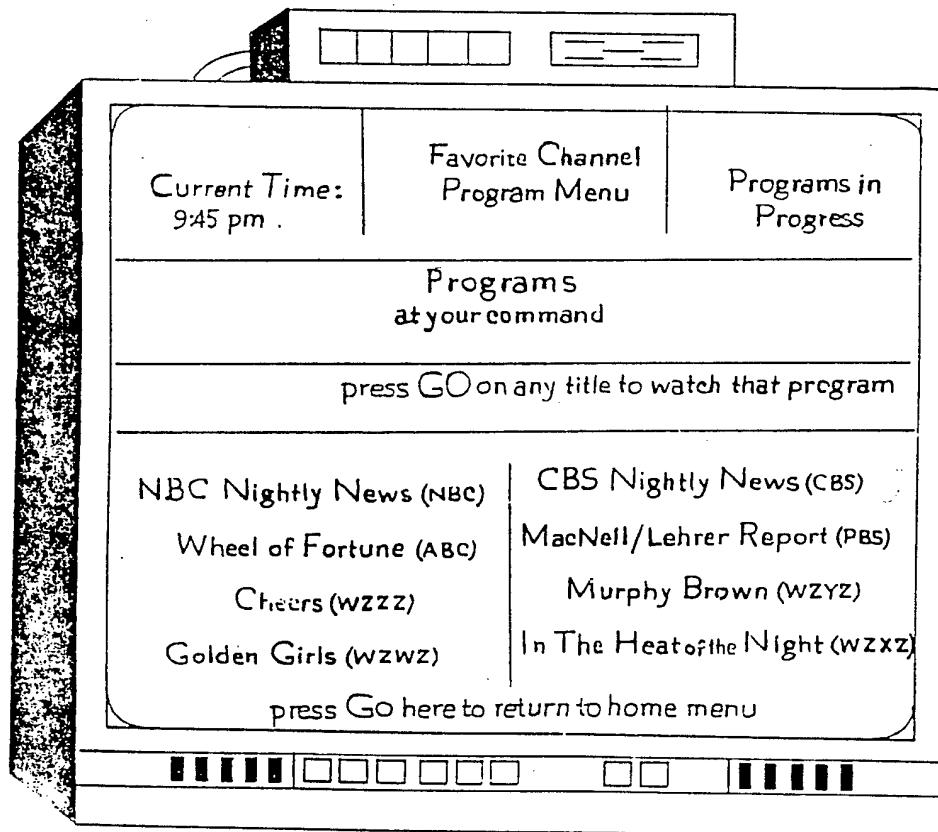 Current Time:
9:45 pm .
Favorite Channel
Program Menu
Programs in
Progress
Programs
at your command
press GO on any title to watch that program
NBC Nightly News (NBC)
Wheel of Fortune (ABC)
Cheers (WZZZ)
Golden Girls (WZWZ)
CBS Nightly News (CBS)
MacNell/Lehrer Report (PBS)
Murphy Brown (WZYZ)
In The Heat of the Night (WZXZ)
press Go here to return to home menu